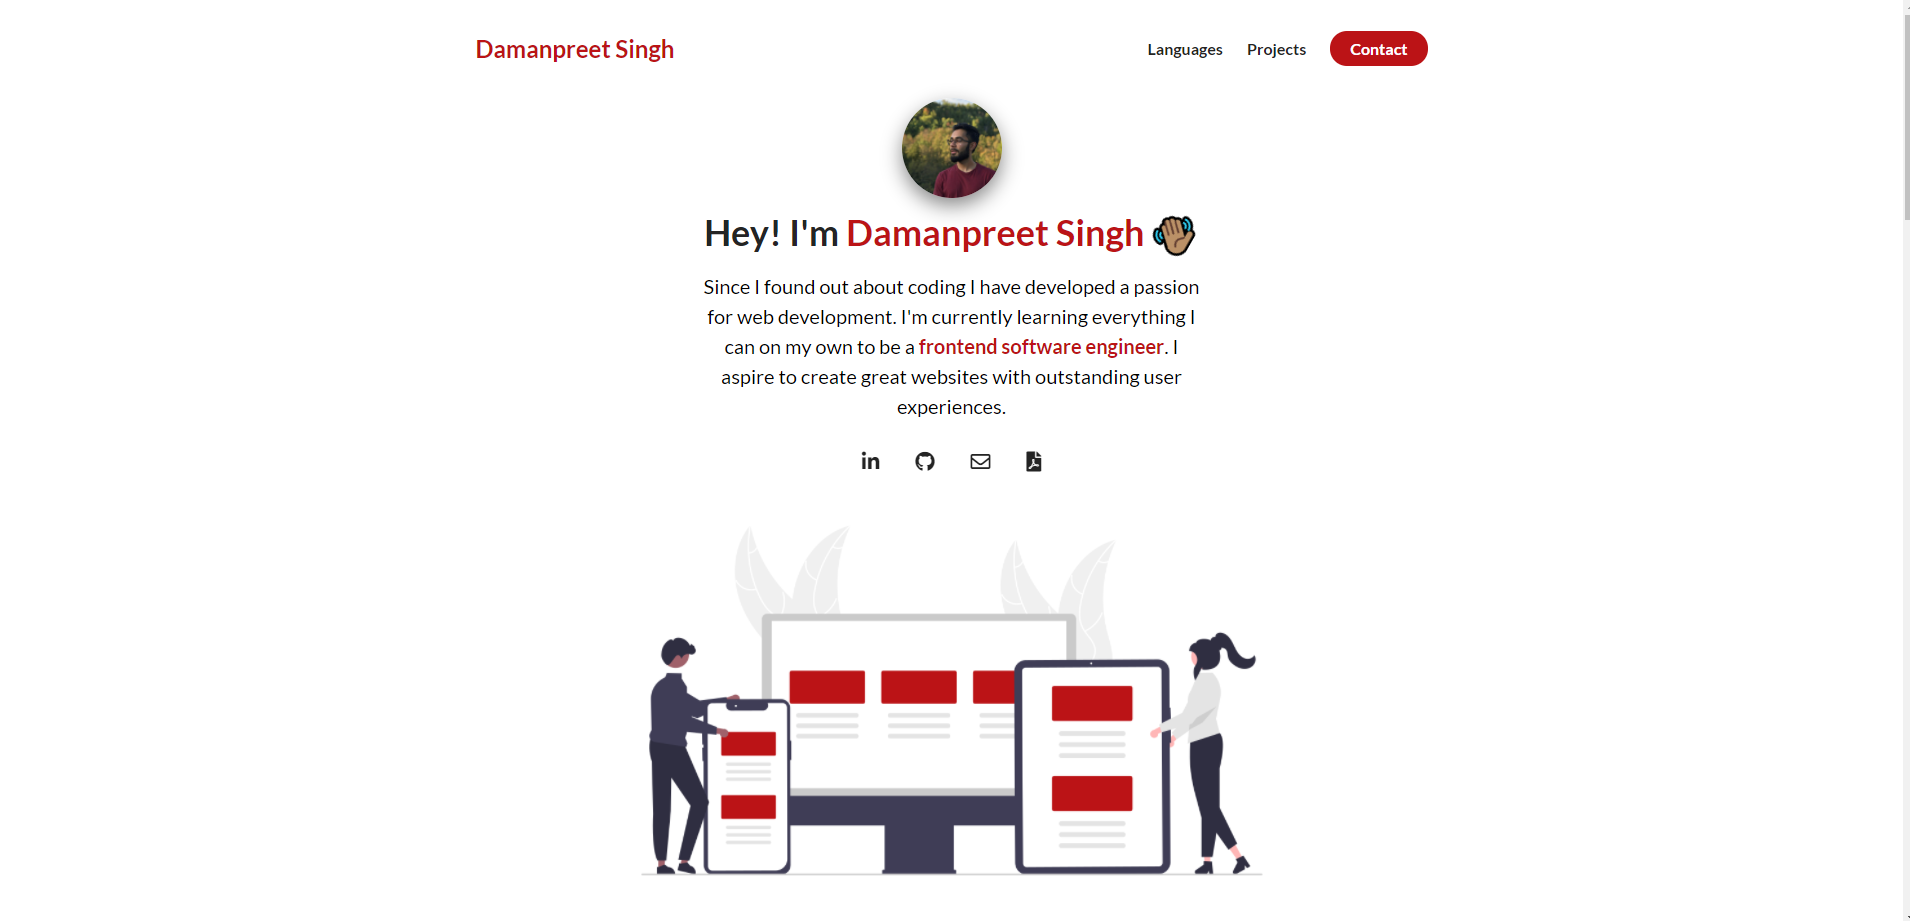 Damanpreet Singh
Languages Projects Contact
Hey! I'm Damanpreet Singh
Since I found out about coding I have developed a passion
for web development. I'm currently learning everything I
can on my own to be a frontend software engineer. I
aspire to create great websites with outstanding user
experiences.
in